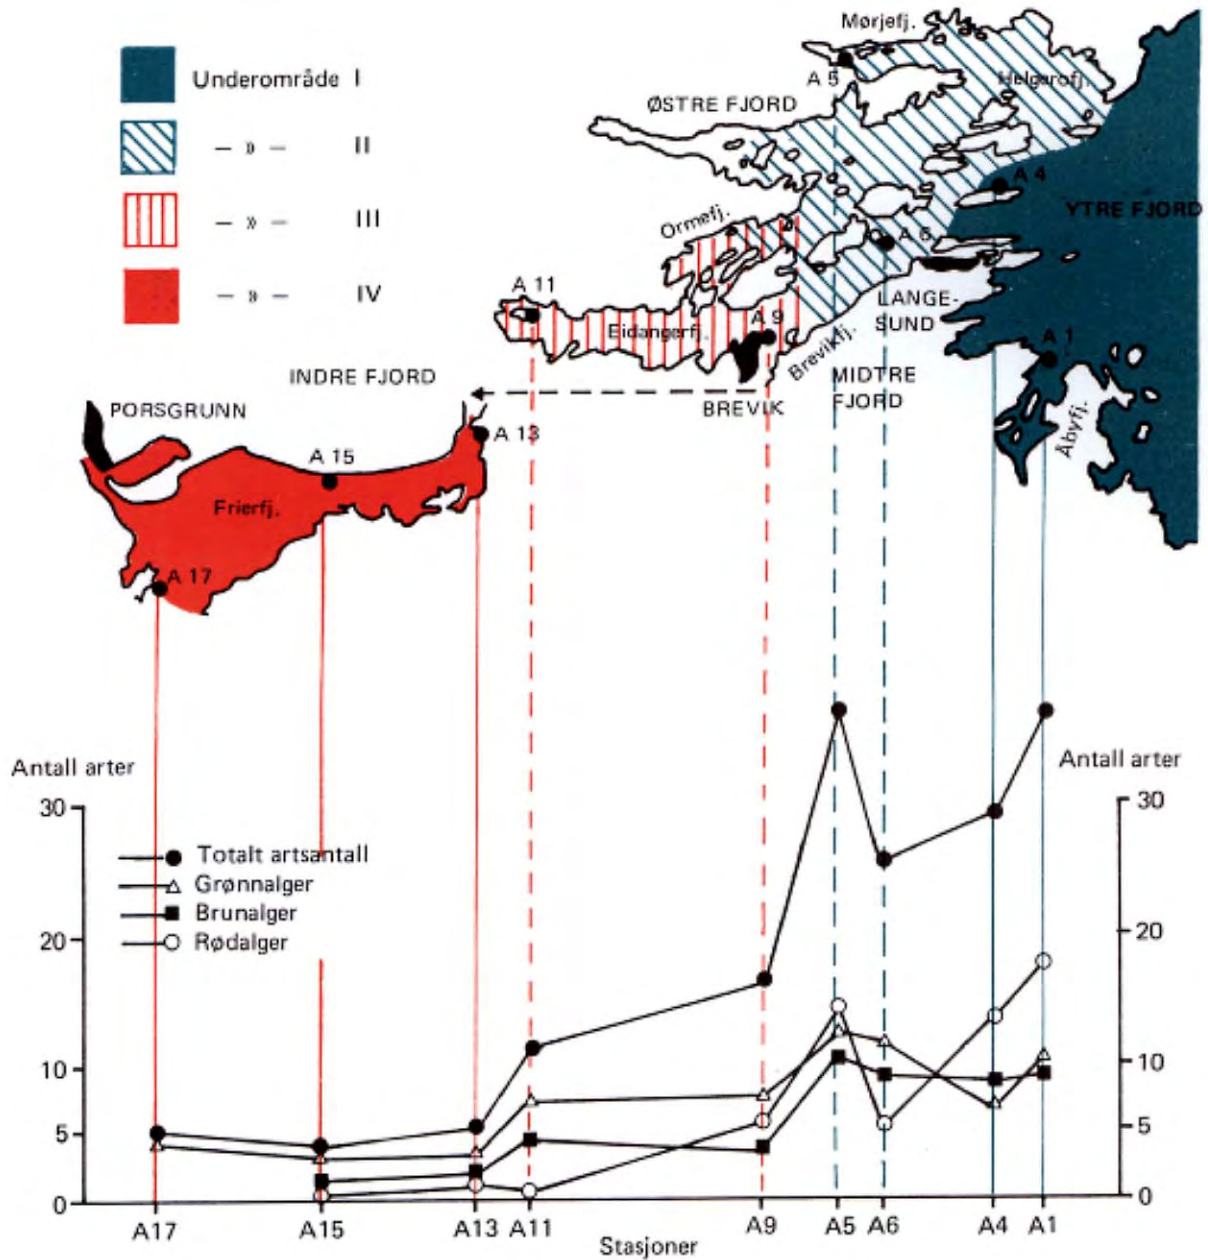 Mørjefj.
Underområde I
A 5
Helgarofj.
ØSTRE FJORD
— » — II
A 4
YTRE FJORD
Ormefj.
— » — III
A 6
A 11
— » — IV
LANGE-
SUND
A 9
Eidangerfj.
A 1
Brevikfj.
INDRE FJORD
MIDTRE
FJORD
PORSGRUNN
BREVIK
Åbyfj.
A 13
A 15
Frierfj.
A 17
Antall arter
Antall arter
30
30
Totalt artsantall
Grønnalger
Brunalger
Rødalger
20
20
10
10
5
5
0
0
A17 A15 A13 A11 A9 A5 A6 A4 A1
Stasjoner